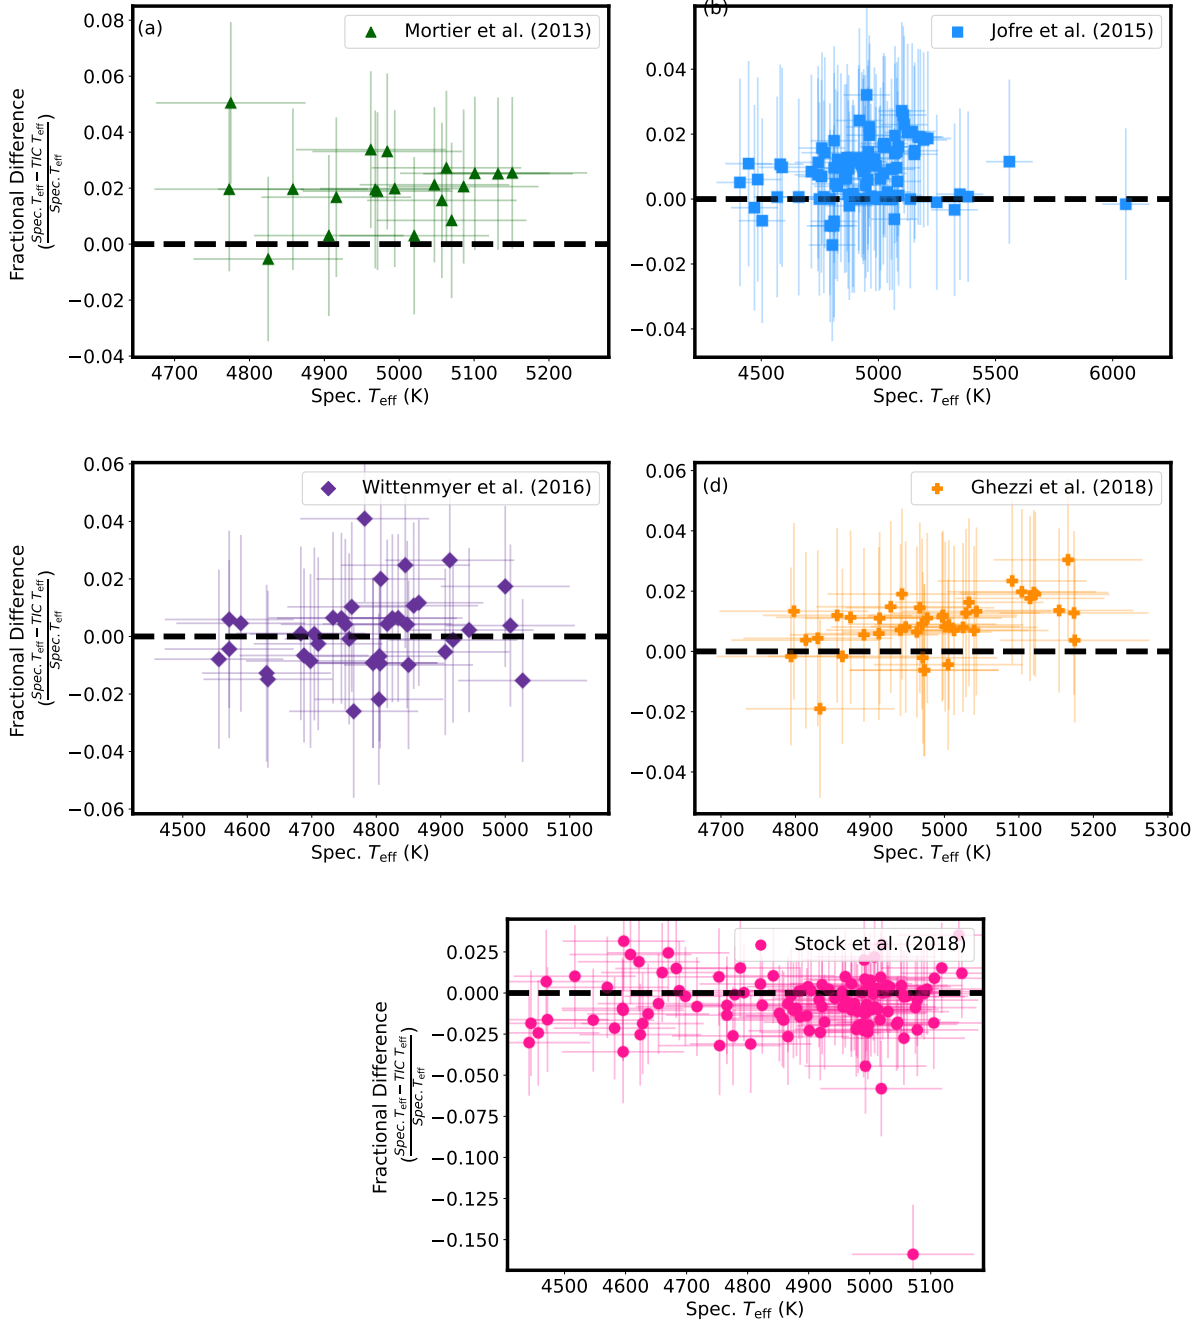 (a)
Mortier et al. (2013)
0.08
0.06
0.04
0.02
0.00
−0.02
−0.04
Fractional Difference
(Spec. Teff − TIC Teff / Spec. Teff)
4700 4800 4900 5000 5100 5200
Spec. Teff (K)
(b)
Jofre et al. (2015)
0.04
0.02
0.00
−0.02
−0.04
4500 5000 5500 6000
Spec. Teff (K)
Wittenmyer et al. (2016)
0.06
0.04
0.02
0.00
−0.02
−0.04
−0.06
Fractional Difference
(Spec. Teff − TIC Teff / Spec. Teff)
4500 4600 4700 4800 4900 5000 5100
Spec. Teff (K)
(d)
Ghezzi et al. (2018)
0.06
0.04
0.02
0.00
−0.02
−0.04
4700 4800 4900 5000 5100 5200 5300
Spec. Teff (K)
Stock et al. (2018)
0.025
0.000
−0.025
−0.050
−0.075
−0.100
−0.125
−0.150
Fractional Difference
(Spec. Teff − TIC Teff / Spec. Teff)
4500 4600 4700 4800 4900 5000 5100
Spec. Teff (K)